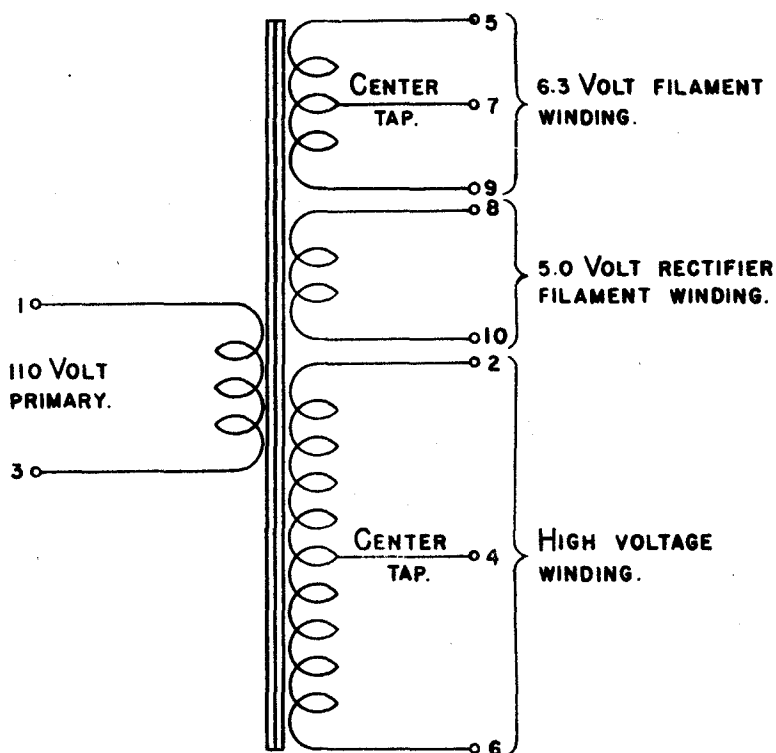 5
CENTER
TAP.
7
6.3 VOLT FILAMENT
WINDING.
9
8
5.0 VOLT RECTIFIER
FILAMENT WINDING.
10
1
110 VOLT
PRIMARY.
3
2
CENTER
TAP.
4
HIGH VOLTAGE
WINDING.
6